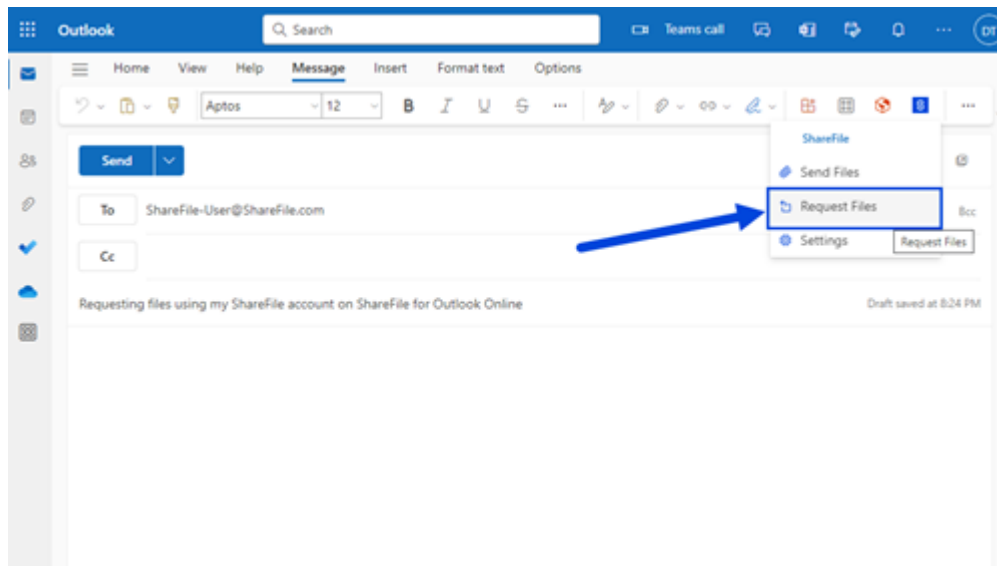 Outlook
Search
Teams call
DT
Home View Help Message Insert Format text Options
Aptos 12 B I U S
ShareFile
Send
Send Files
To ShareFile-User@ShareFile.com
Request Files
Bcc
Settings
Request Files
Cc
Requesting files using my ShareFile account on ShareFile for Outlook Online
Draft saved at 8:24 PM